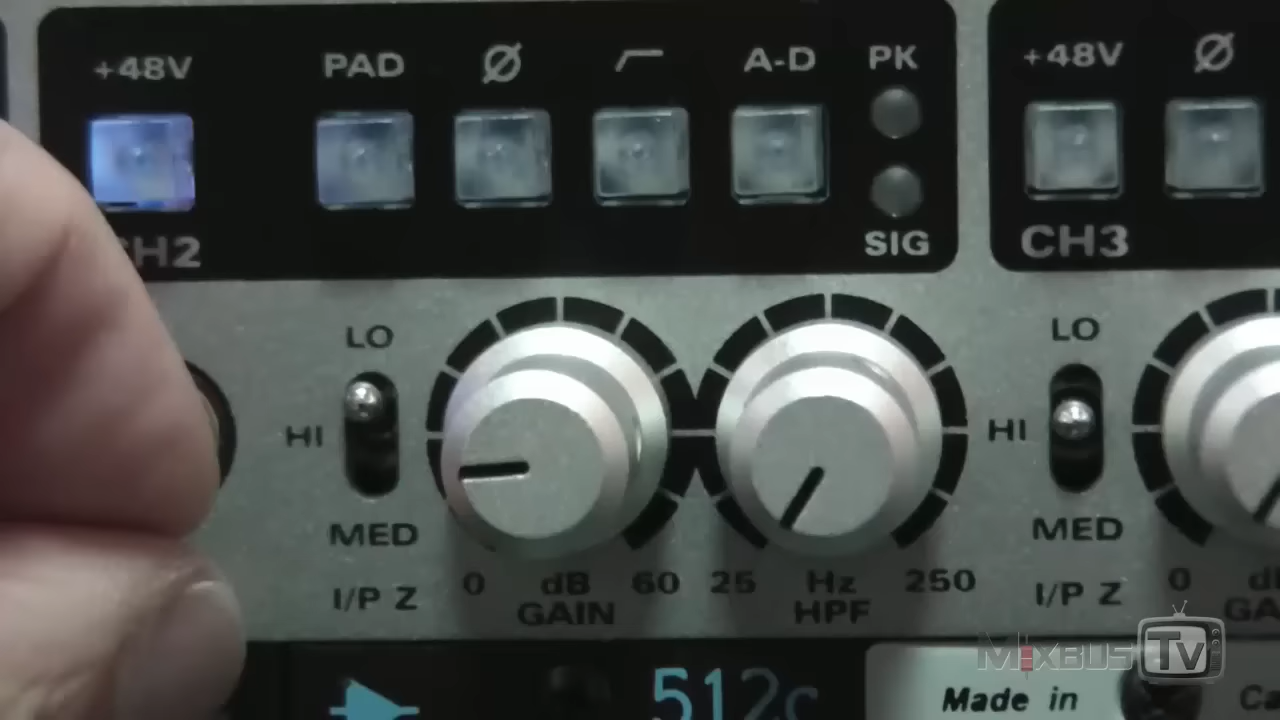 +48V PAD Ø A-D PK +48V Ø
CH2 SIG CH3
LO LO
HI HI
MED MED
I/P Z 0 dB 60 25 Hz 250 I/P Z 0
GAIN HPF
MIXBUS TV
512c Made in